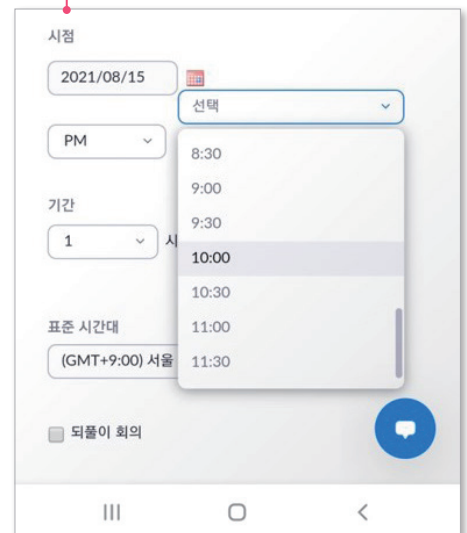 시점
2021/08/15
선택
PM
8:30
9:00
9:30
10:00
10:30
11:00
11:30
기간
1
시
표준 시간대
(GMT+9:00) 서울
되풀이 회의